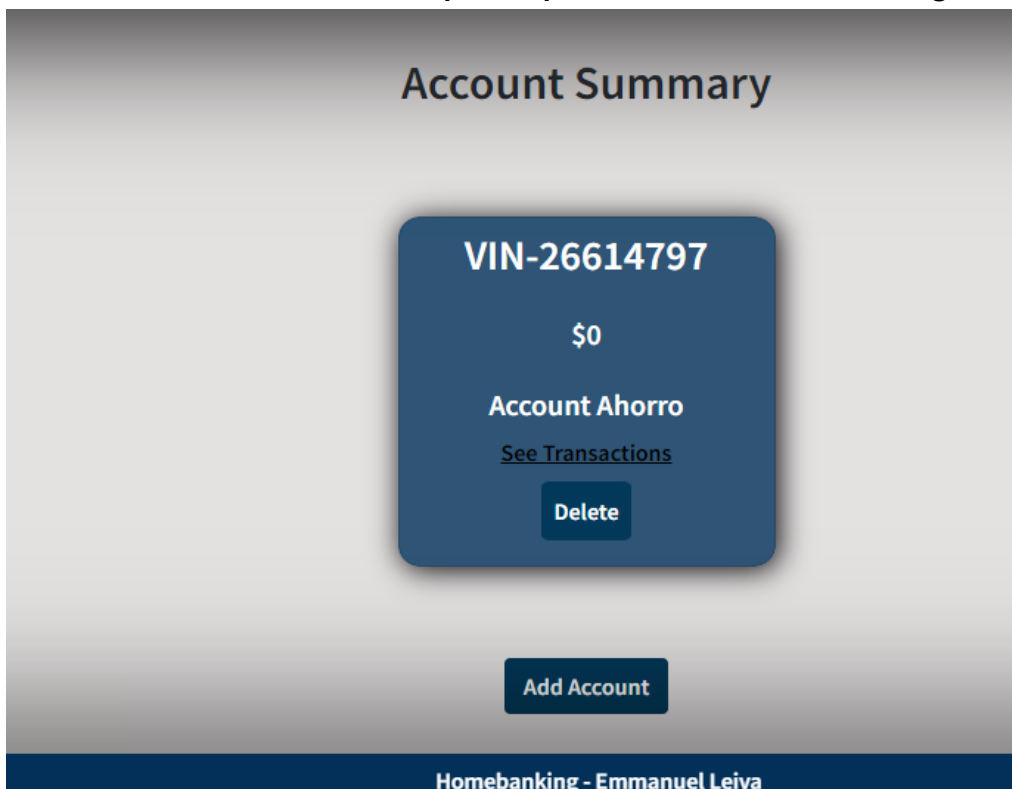 Account Summary
VIN-26614797
$0
Account Ahorro
See Transactions
Delete
Add Account
Homebanking - Emmanuel Leiva